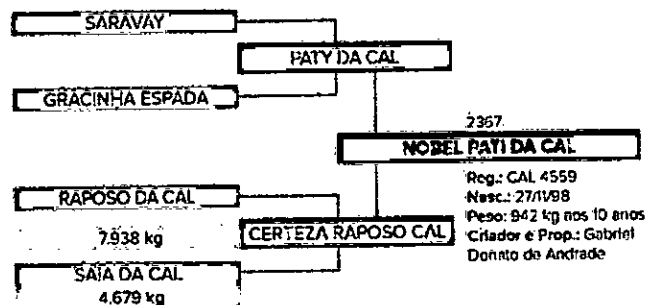 SARAVAY
PATY DA CAL
GRACINHA ESPADA
2367
NOBEL PATI DA CAL
Reg.: CAL 4559
Nasc.: 27/11/98
Peso: 942 kg aos 10 anos
Criador e Prop.: Gabriel
Donato de Andrade
RAPOSO DA CAL
7.938 kg
CERTEZA RAPOSO CAL
SAIA DA CAL
4.679 kg